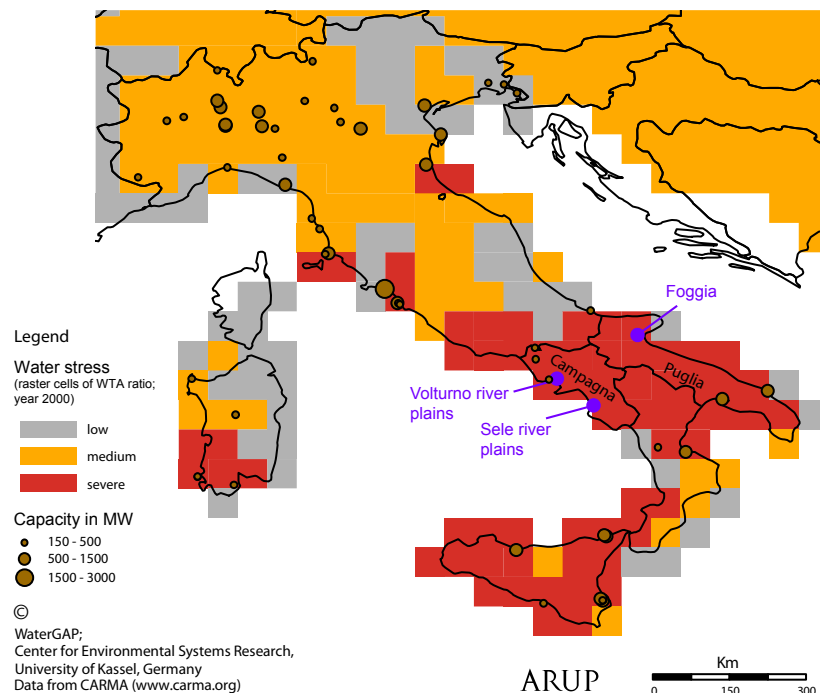 Foggia
Campagna
Puglia
Volturno river
plains
Sele river
plains
Legend
Water stress
(raster cells of WTA ratio;
year 2000)
low
medium
severe
Capacity in MW
150 - 500
500 - 1500
1500 - 3000
©
WaterGAP;
Center for Environmental Systems Research,
University of Kassel, Germany
Data from CARMA (www.carma.org)
ARUP
Km
0 150 300